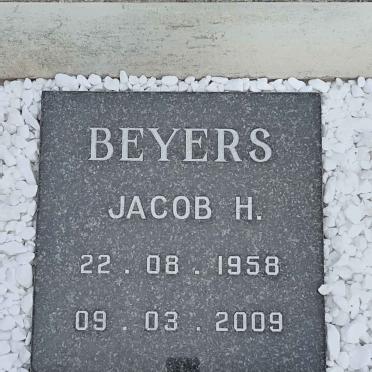 BEYERS
JACOB H.
22 . 08 . 1958
09 . 03 . 2009